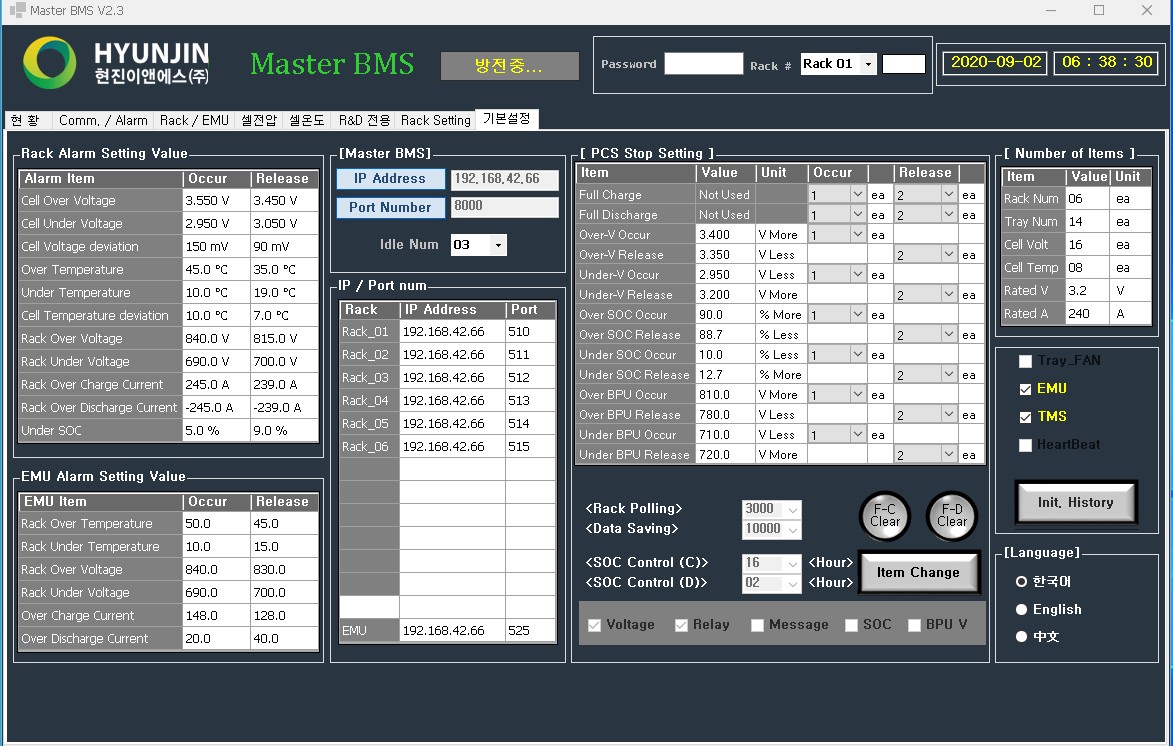 Master BMS V2.3
HYUNJIN
현진이앤에스(주)
Master BMS
방전중...
Password
Rack # Rack 01
2020-09-02 06 : 38 : 30
현 황 Comm. / Alarm Rack / EMU 셀전압 셀온도 R&D 전용 Rack Setting 기본설정
Rack Alarm Setting Value
Alarm Item Occur Release
Cell Over Voltage 3.550 V 3.450 V
Cell Under Voltage 2.950 V 3.050 V
Cell Voltage deviation 150 mV 90 mV
Over Temperature 45.0 ℃ 35.0 ℃
Under Temperature 10.0 ℃ 19.0 ℃
Cell Temperature deviation 10.0 ℃ 7.0 ℃
Rack Over Voltage 840.0 V 815.0 V
Rack Under Voltage 690.0 V 700.0 V
Rack Over Charge Current 245.0 A 239.0 A
Rack Over Discharge Current -245.0 A -239.0 A
Under SOC 5.0 % 9.0 %
EMU Alarm Setting Value
EMU Item Occur Release
Rack Over Temperature 50.0 45.0
Rack Under Temperature 10.0 15.0
Rack Over Voltage 840.0 830.0
Rack Under Voltage 690.0 700.0
Over Charge Current 148.0 128.0
Over Discharge Current 20.0 40.0
[Master BMS]
IP Address 192,168,42,66
Port Number 8000
Idle Num 03
IP / Port num
Rack IP Address Port
Rack_01 192.168.42.66 510
Rack_02 192.168.42.66 511
Rack_03 192.168.42.66 512
Rack_04 192.168.42.66 513
Rack_05 192.168.42.66 514
Rack_06 192.168.42.66 515
EMU 192.168.42.66 525
[ PCS Stop Setting ]
Item Value Unit Occur Release
Full Charge Not Used 1 ea 2 ea
Full Discharge Not Used 1 ea 2 ea
Over-V Occur 3.400 V More 1 ea
Over-V Release 3.350 V Less 2 ea
Under-V Occur 2.950 V Less 1 ea
Under-V Release 3.200 V More 2 ea
Over SOC Occur 90.0 % More 1 ea
Over SOC Release 88.7 % Less 2 ea
Under SOC Occur 10.0 % Less 1 ea
Under SOC Release 12.7 % More 2 ea
Over BPU Occur 810.0 V More 1 ea
Over BPU Release 780.0 V Less 2 ea
Under BPU Occur 710.0 V Less 1 ea
Under BPU Release 720.0 V More 2 ea
<Rack Polling> 3000
<Data Saving> 10000
F-C
Clear
F-D
Clear
<SOC Control (C)> 16 <Hour>
<SOC Control (D)> 02 <Hour>
Item Change
Voltage Relay Message SOC BPU V
[ Number of Items ]
Item Value Unit
Rack Num 06 ea
Tray Num 14 ea
Cell Volt 16 ea
Cell Temp 08 ea
Rated V 3.2 V
Rated A 240 A
Tray_FAN
EMU
TMS
HeartBeat
Init. History
[Language]
한국어
English
中文